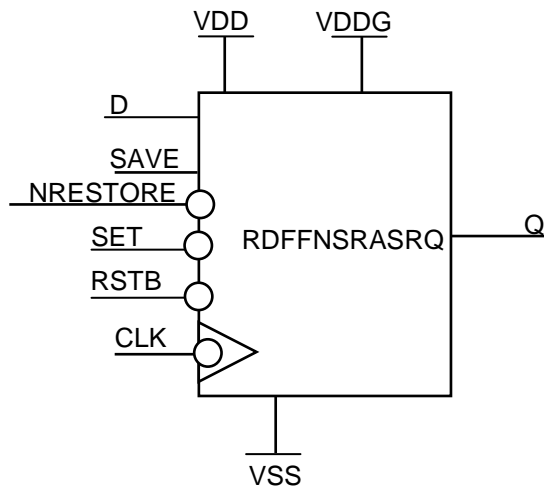 VDD
VDDG
D
SAVE
NRESTORE
SET
RSTB
CLK
RDFFNSRASRQ
Q
VSS